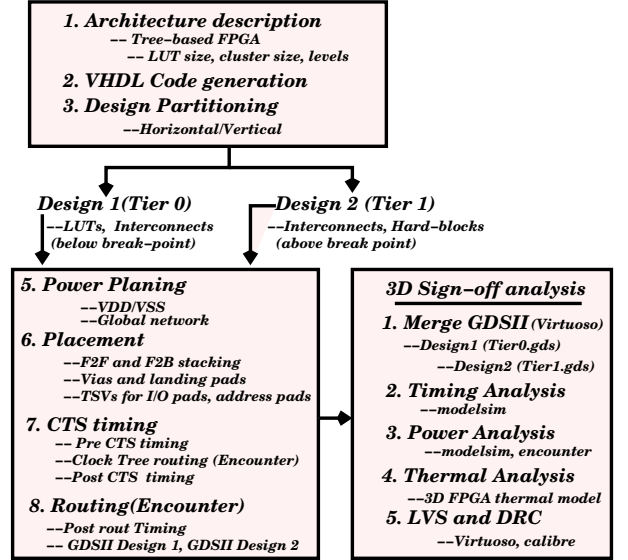 1. Architecture description
-- Tree-based FPGA
-- LUT size, cluster size, levels
2. VHDL Code generation
3. Design Partitioning
--Horizontal/Vertical
Design 1(Tier 0)
--LUTs, Interconnects
(below break-point)
Design 2 (Tier 1)
--Interconnects, Hard-blocks
(above break point)
5. Power Planing
--VDD/VSS
--Global network
6. Placement
--F2F and F2B stacking
--Vias and landing pads
--TSVs for I/O pads, address pads
7. CTS timing
-- Pre CTS timing
--Clock Tree routing (Encounter)
--Post CTS timing
8. Routing(Encounter)
--Post rout Timing
-- GDSII Design 1, GDSII Design 2
3D Sign-off analysis
1. Merge GDSII (Virtuoso)
--Design1 (Tier0.gds)
--Design2 (Tier1.gds)
2. Timing Analysis
--modelsim
3. Power Analysis
--modelsim, encounter
4. Thermal Analysis
--3D FPGA thermal model
5. LVS and DRC
--Virtuoso, calibre